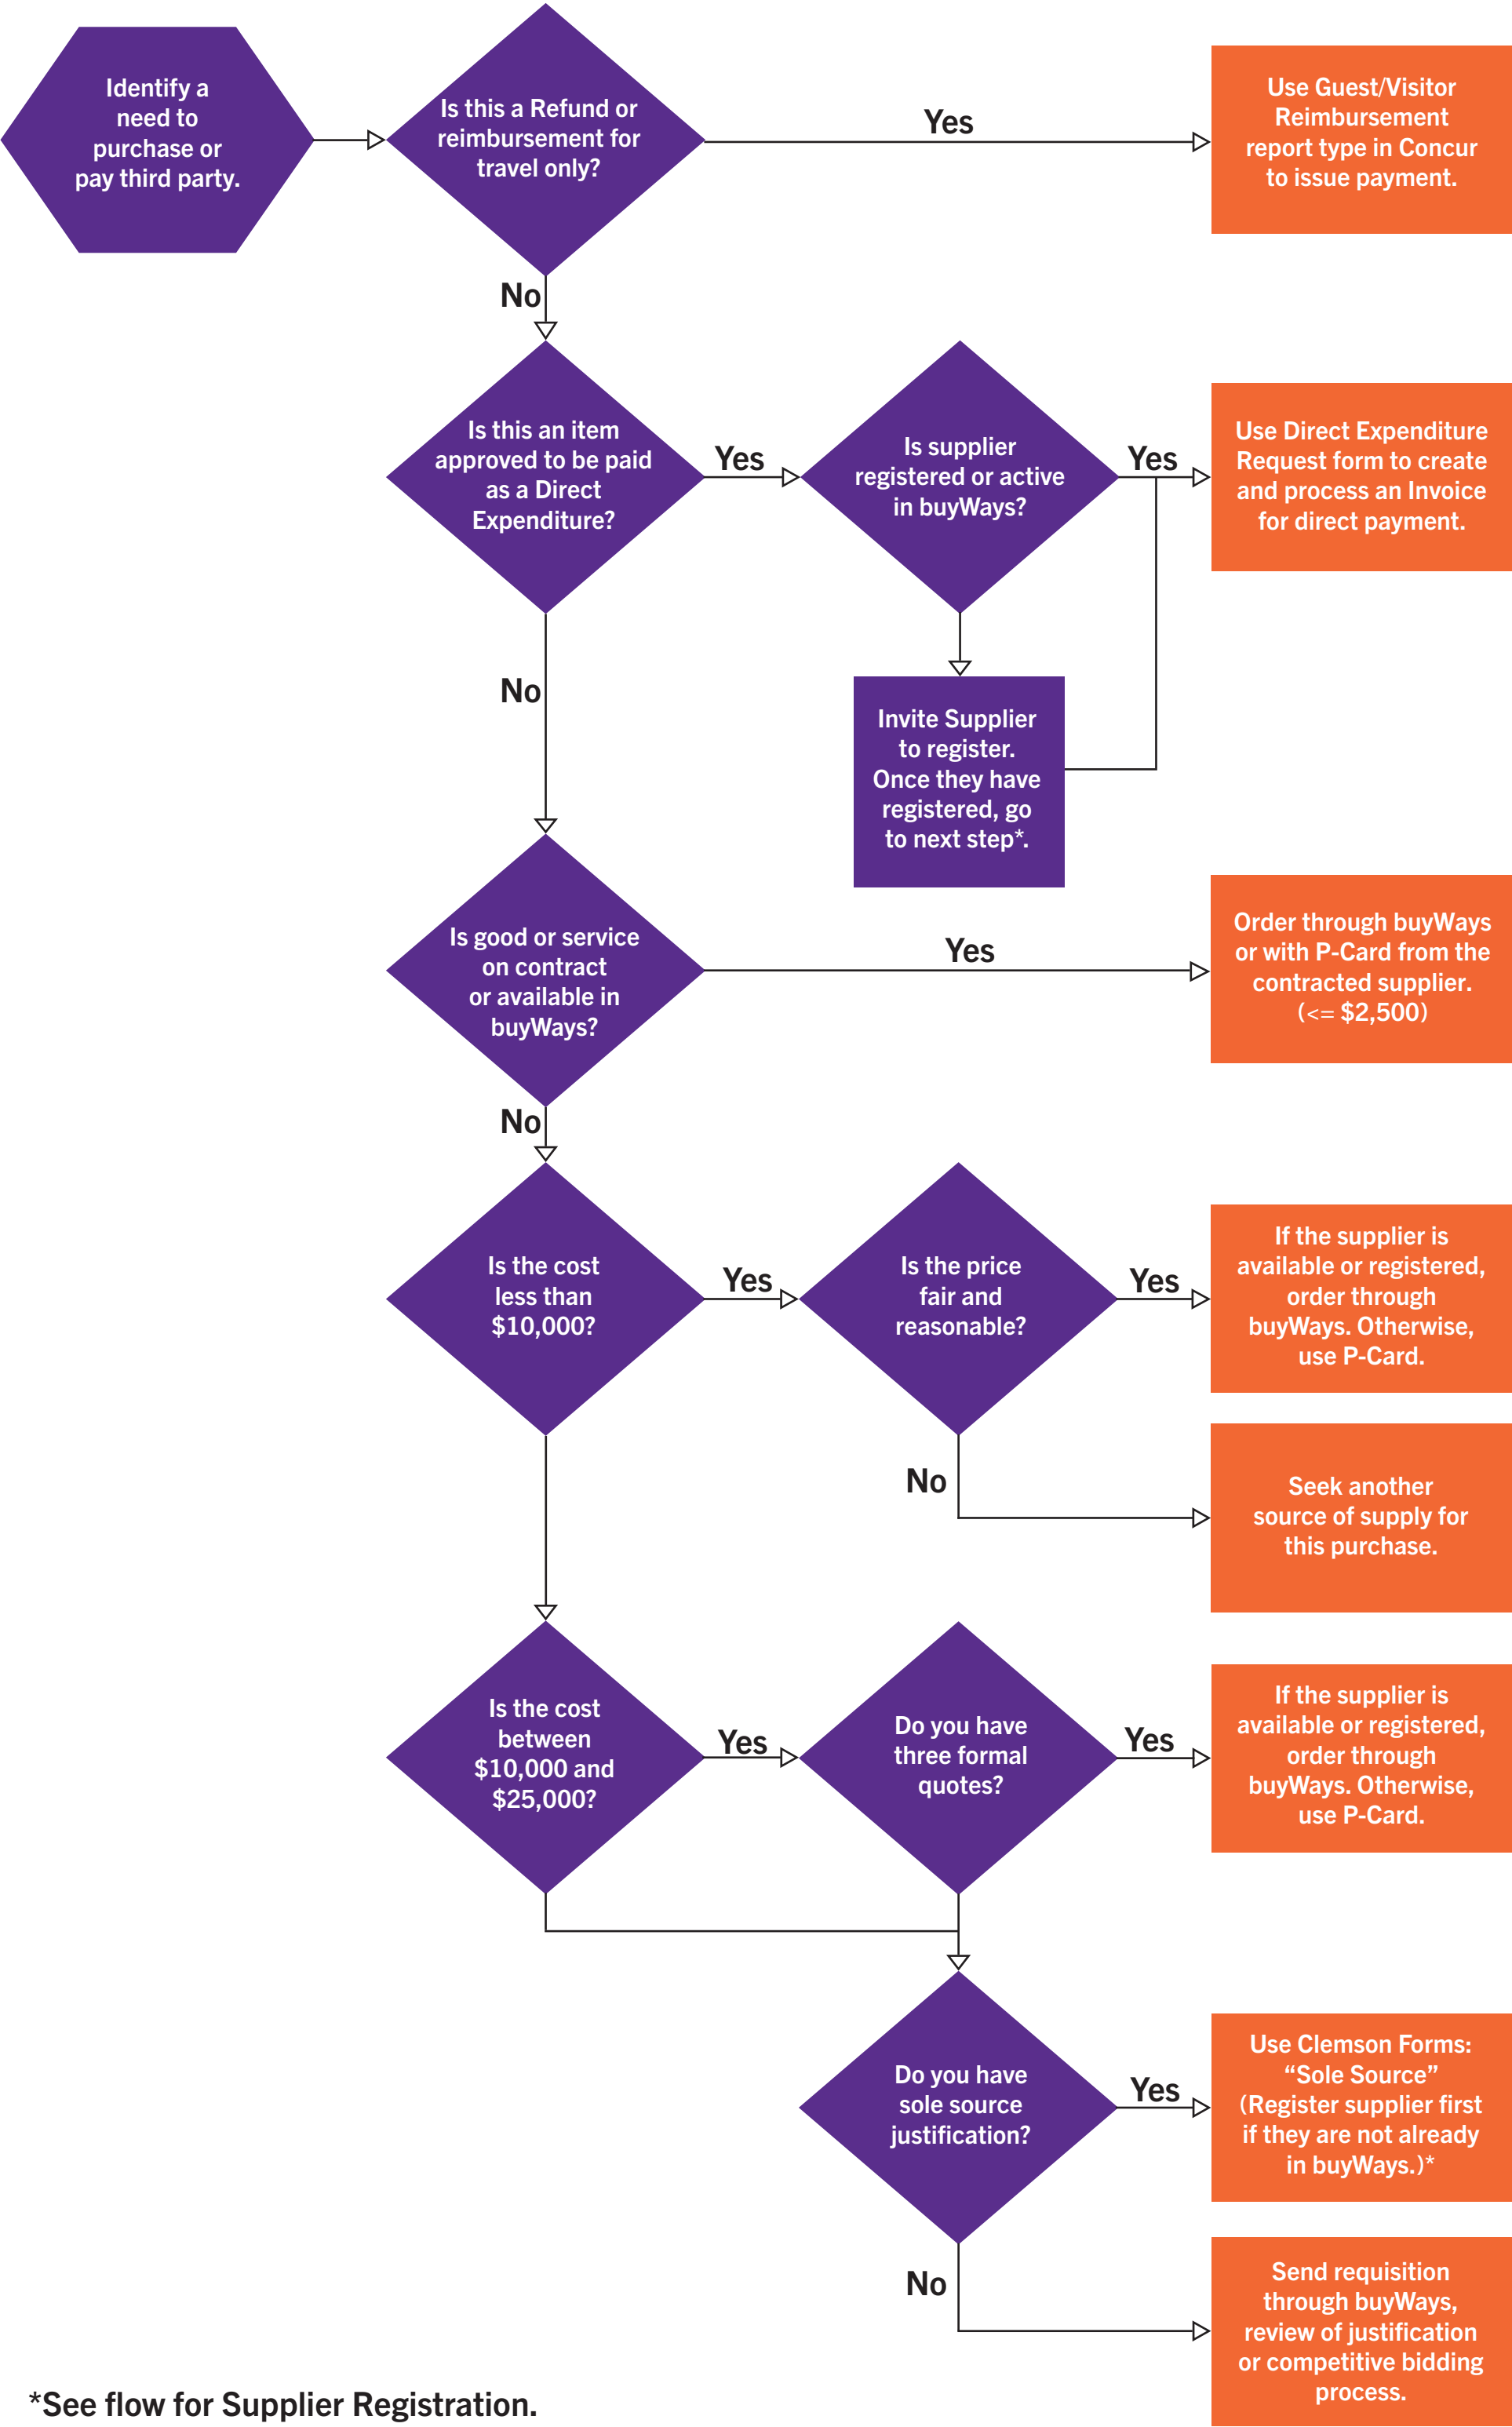 Identify a
need to
purchase or
pay third party.
Is this a Refund or
reimbursement for
travel only?
Yes
Use Guest/Visitor
Reimbursement
report type in Concur
to issue payment.
No
Is this an item
approved to be paid
as a Direct
Expenditure?
Yes
Is supplier
registered or active
in buyWays?
Yes
Use Direct Expenditure
Request form to create
and process an Invoice
for direct payment.
No
Invite Supplier
to register.
Once they have
registered, go
to next step*.
Is good or service
on contract
or available in
buyWays?
Yes
Order through buyWays
or with P-Card from the
contracted supplier.
(<= $2,500)
No
Is the cost
less than
$10,000?
Yes
Is the price
fair and
reasonable?
Yes
If the supplier is
available or registered,
order through
buyWays. Otherwise,
use P-Card.
No
Seek another
source of supply for
this purchase.
Is the cost
between
$10,000 and
$25,000?
Yes
Do you have
three formal
quotes?
Yes
If the supplier is
available or registered,
order through
buyWays. Otherwise,
use P-Card.
Do you have
sole source
justification?
Yes
Use Clemson Forms:
“Sole Source”
(Register supplier first
if they are not already
in buyWays.)*
No
Send requisition
through buyWays,
review of justification
or competitive bidding
process.
*See flow for Supplier Registration.